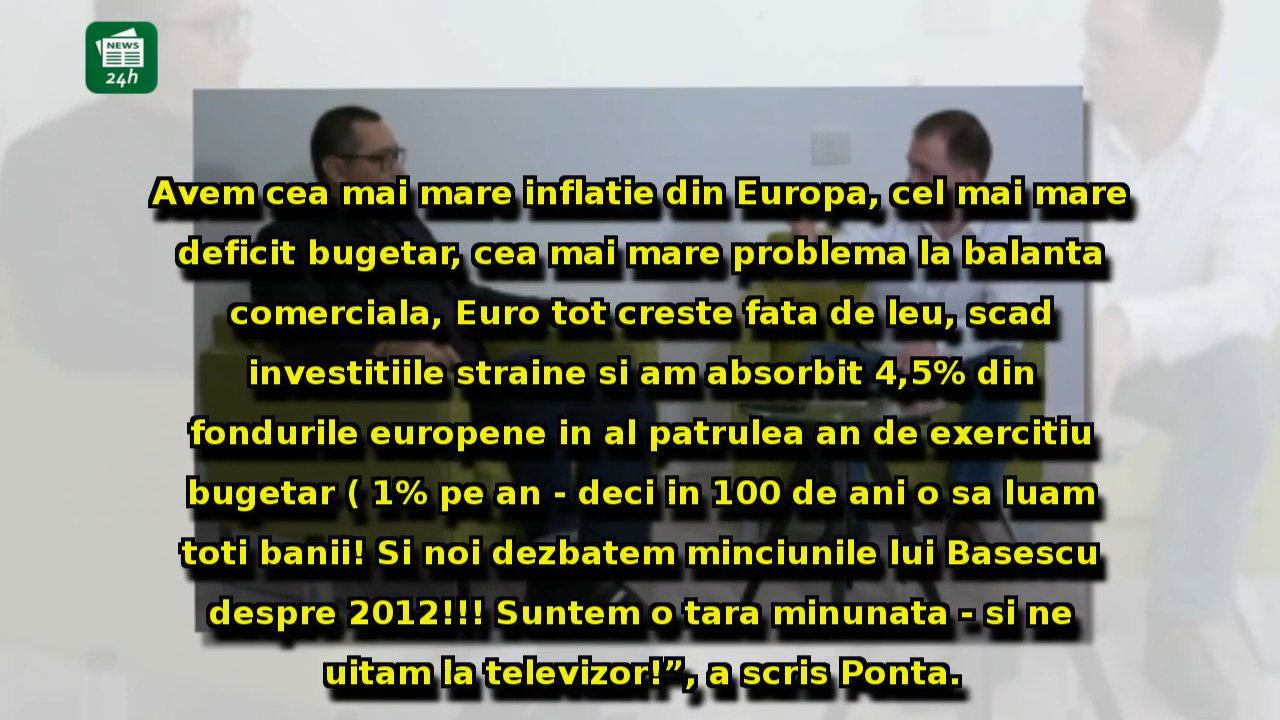 NEWS
24h
Avem cea mai mare inflatie din Europa, cel mai mare
deficit bugetar, cea mai mare problema la balanta
comerciala, Euro tot creste fata de leu, scad
investitiile straine si am absorbit 4,5% din
fondurile europene in al patrulea an de exercitiu
bugetar ( 1% pe an - deci in 100 de ani o sa luam
toti banii! Si noi dezbatem minciunile lui Basescu
despre 2012!!! Suntem o tara minunata - si ne
uitam la televizor!”, a scris Ponta.